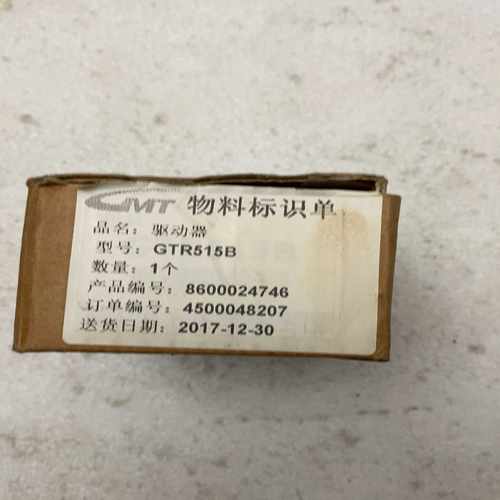 GMT 物料标识单
品名: 驱动器
型号: GTR515B
数量: 1个
产品编号: 8600024746
订单编号: 4500048207
送货日期: 2017-12-30